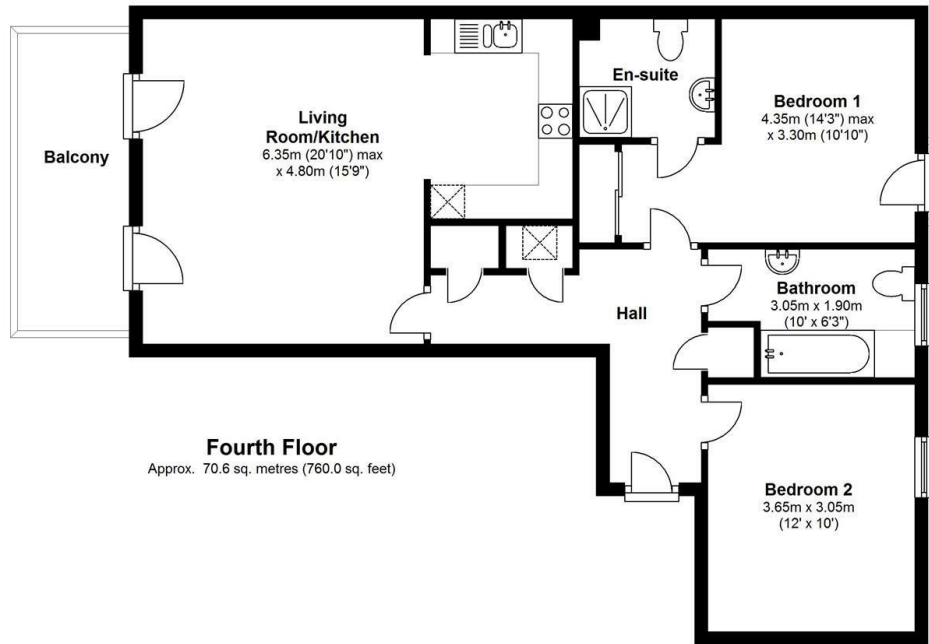 Balcony
Living
Room/Kitchen
6.35m (20'10") max
x 4.80m (15'9")
En-suite
Bedroom 1
4.35m (14'3") max
x 3.30m (10'10")
Hall
Bathroom
3.05m x 1.90m
(10' x 6'3")
Bedroom 2
3.65m x 3.05m
(12' x 10')
Fourth Floor
Approx. 70.6 sq. metres (760.0 sq. feet)